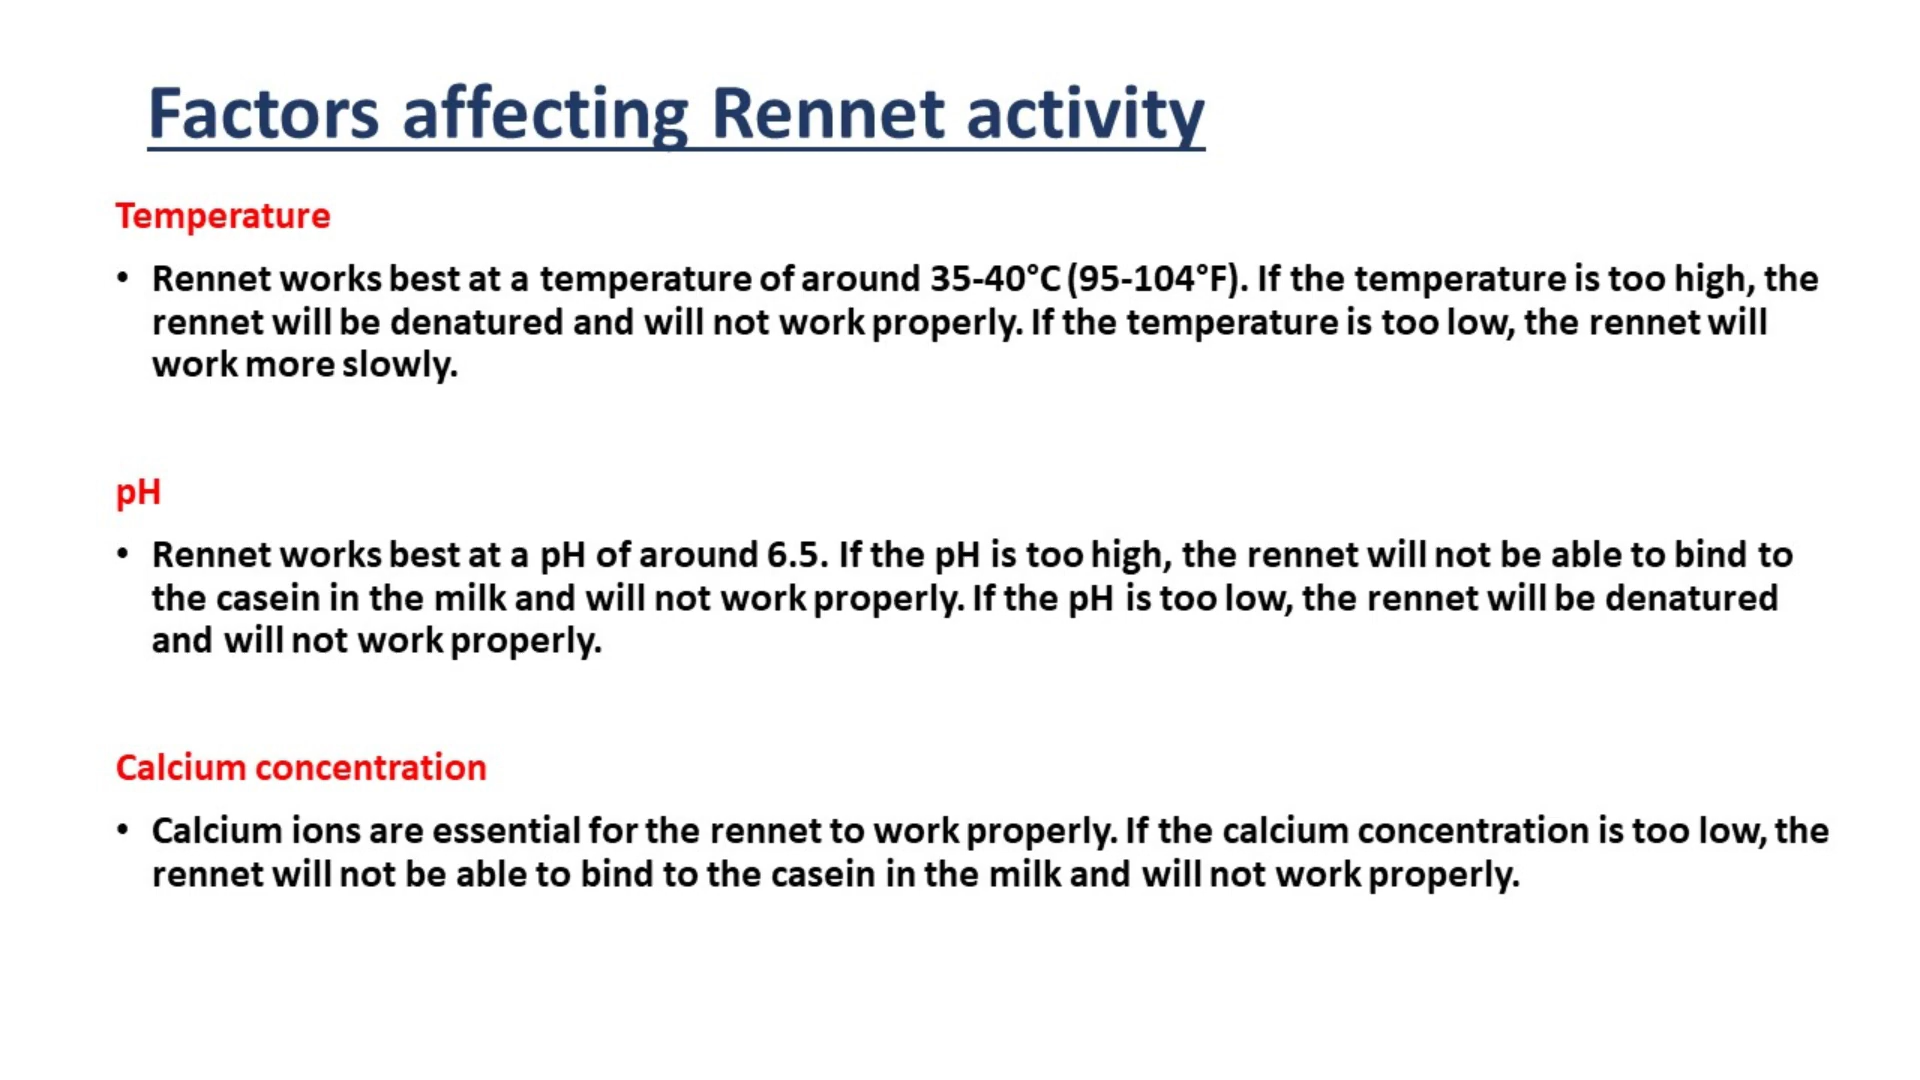 Factors affecting Rennet activity
Temperature
• Rennet works best at a temperature of around 35-40°C (95-104°F). If the temperature is too high, the
rennet will be denatured and will not work properly. If the temperature is too low, the rennet will
work more slowly.
pH
• Rennet works best at a pH of around 6.5. If the pH is too high, the rennet will not be able to bind to
the casein in the milk and will not work properly. If the pH is too low, the rennet will be denatured
and will not work properly.
Calcium concentration
• Calcium ions are essential for the rennet to work properly. If the calcium concentration is too low, the
rennet will not be able to bind to the casein in the milk and will not work properly.